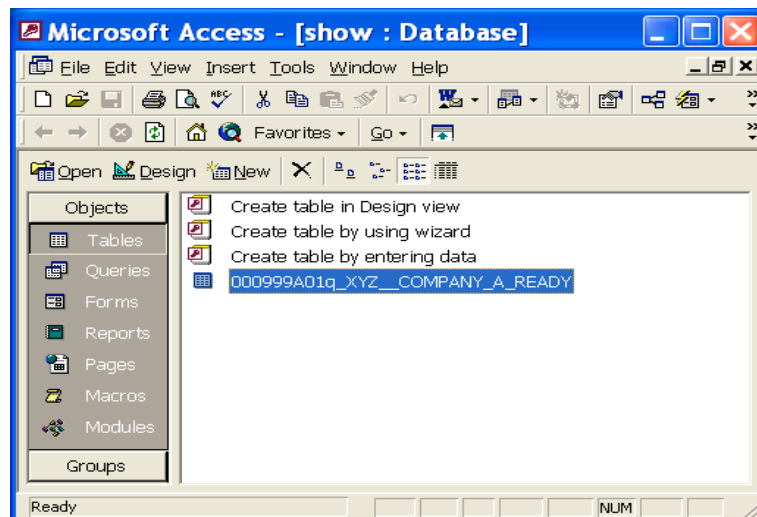 Microsoft Access - [show : Database]
File Edit View Insert Tools Window Help
ABC
W
Favorites Go
Open Design New
Objects
Tables
Queries
Forms
Reports
Pages
Macros
Modules
Groups
Create table in Design view
Create table by using wizard
Create table by entering data
000999A01q_XYZ__COMPANY_A_READY
Ready NUM